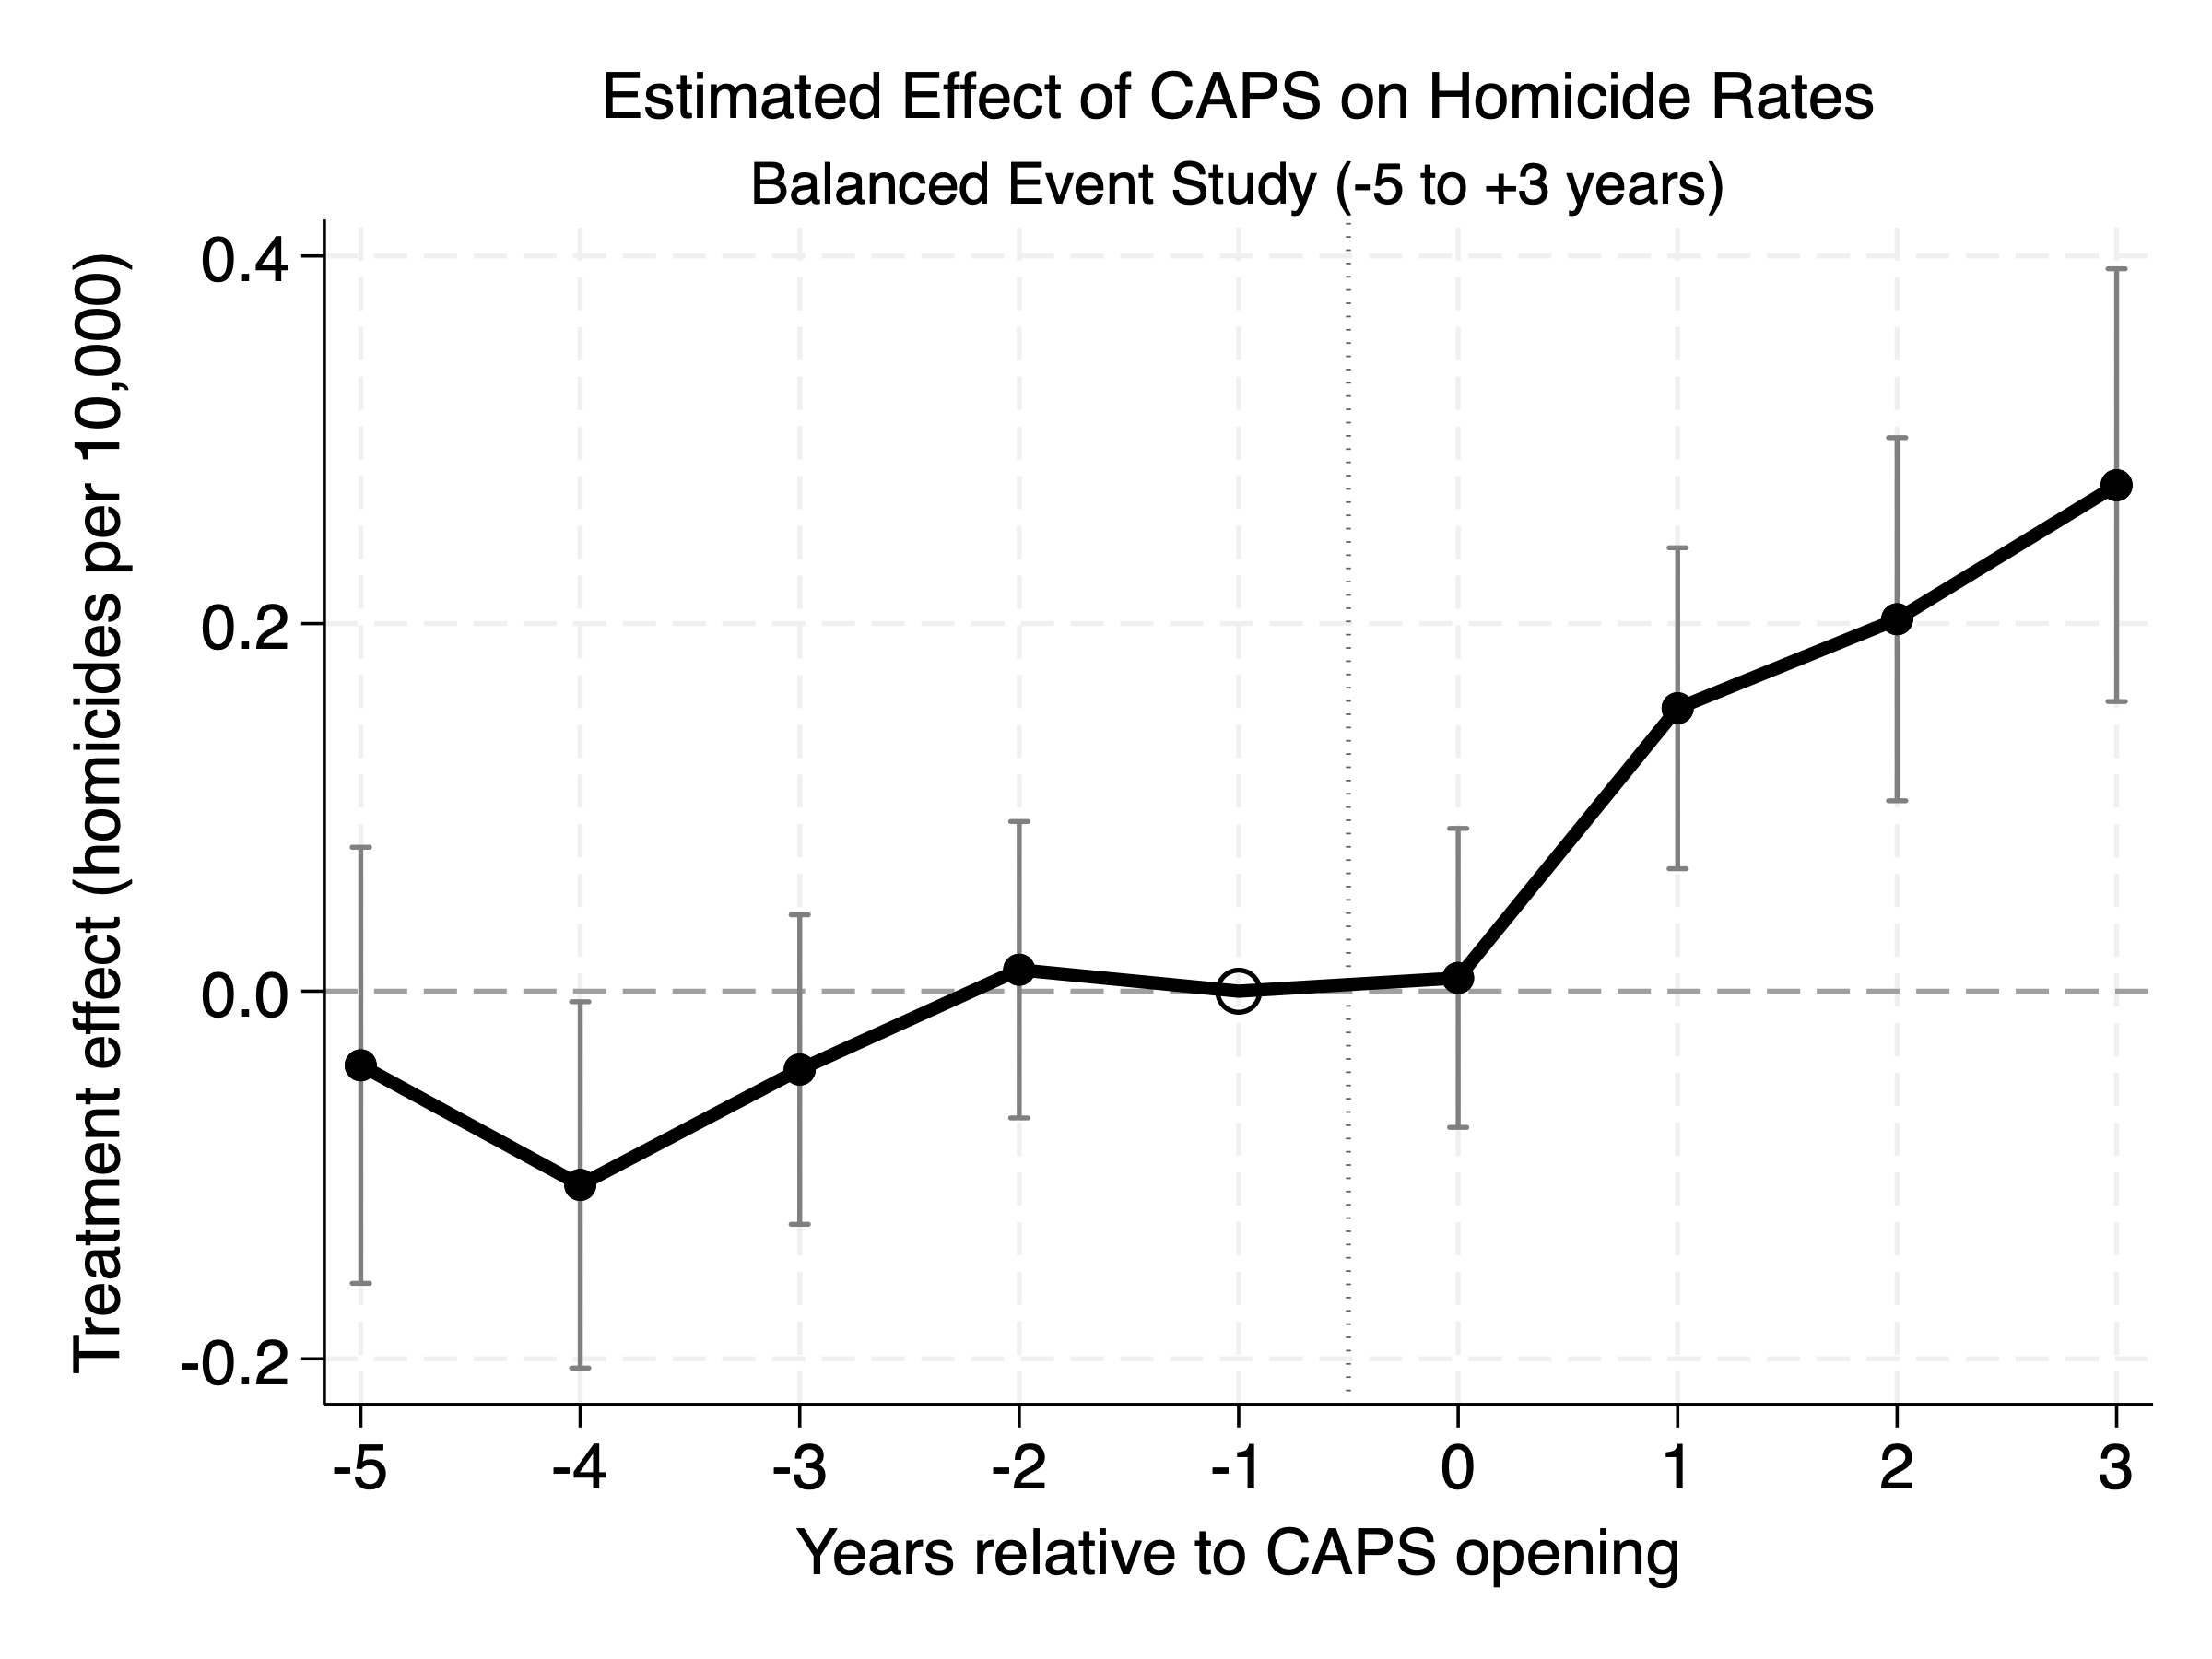 Estimated Effect of CAPS on Homicide Rates
Balanced Event Study (-5 to +3 years)
Treatment effect (homicides per 10,000)
0.4
0.2
0.0
-0.2
-5 -4 -3 -2 -1 0 1 2 3
Years relative to CAPS opening